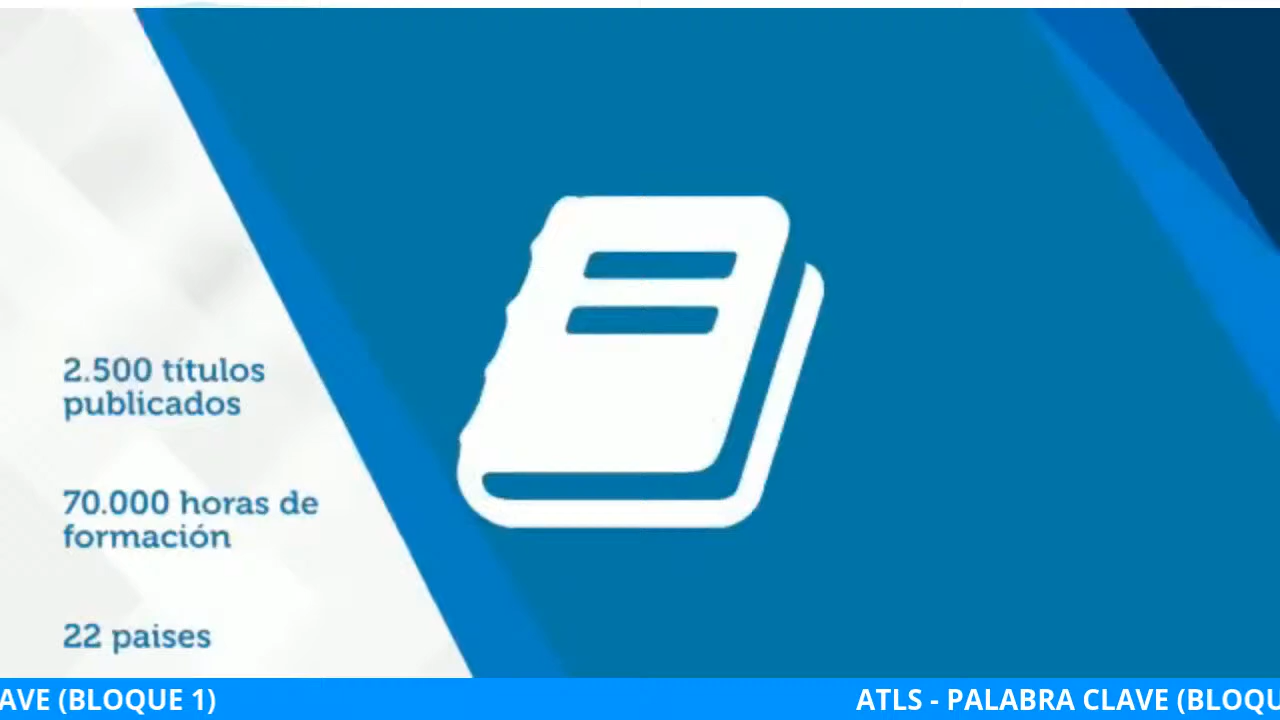 2.500 títulos
publicados
70.000 horas de
formación
22 paises
AVE (BLOQUE 1)
ATLS - PALABRA CLAVE (BLOQU